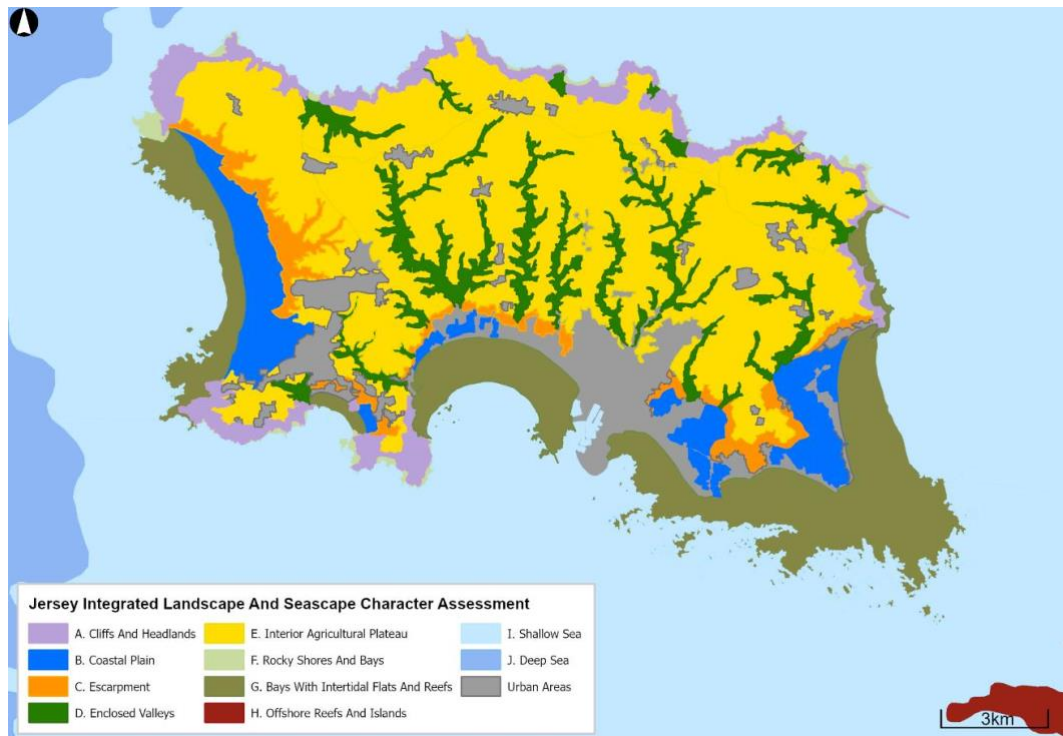 Jersey Integrated Landscape And Seascape Character Assessment
A. Cliffs And Headlands
B. Coastal Plain
C. Escarpment
D. Enclosed Valleys
E. Interior Agricultural Plateau
F. Rocky Shores And Bays
G. Bays With Intertidal Flats And Reefs
H. Offshore Reefs And Islands
I. Shallow Sea
J. Deep Sea
Urban Areas
3km